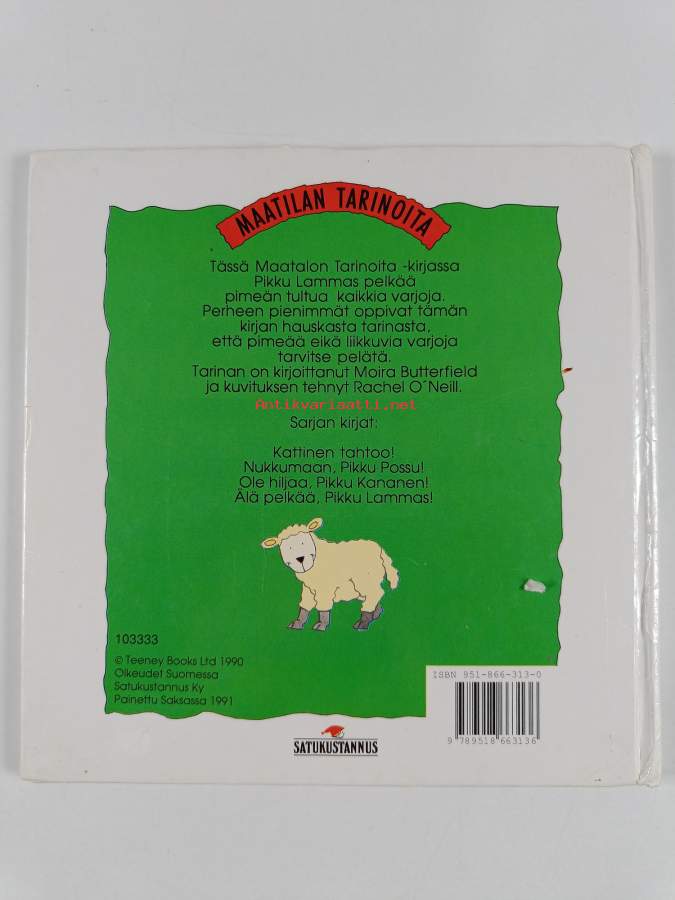 MAATILAN TARINOITA
Tässä Maatalon Tarinoita -kirjassa
Pikku Lammas pelkää
pimeän tultua kaikkia varjoja.
Perheen pienimmät oppivat tämän
kirjan hauskasta tarinasta,
että pimeää eikä liikkuvia varjoja
tarvitse pelätä.
Tarinan on kirjoittanut Moira Butterfield
ja kuvituksen tehnyt Rachel O´Neill.
Antikvariaatti.net
Sarjan kirjat:
Kattinen tahtoo!
Nukkumaan, Pikku Possu!
Ole hiljaa, Pikku Kananen!
Älä pelkää, Pikku Lammas!
103333
© Teeney Books Ltd 1990
Oikeudet Suomessa
Satukustannus Ky
Painettu Saksassa 1991
ISBN 951-866-313-0
9 789518 663136
SATUKUSTANNUS